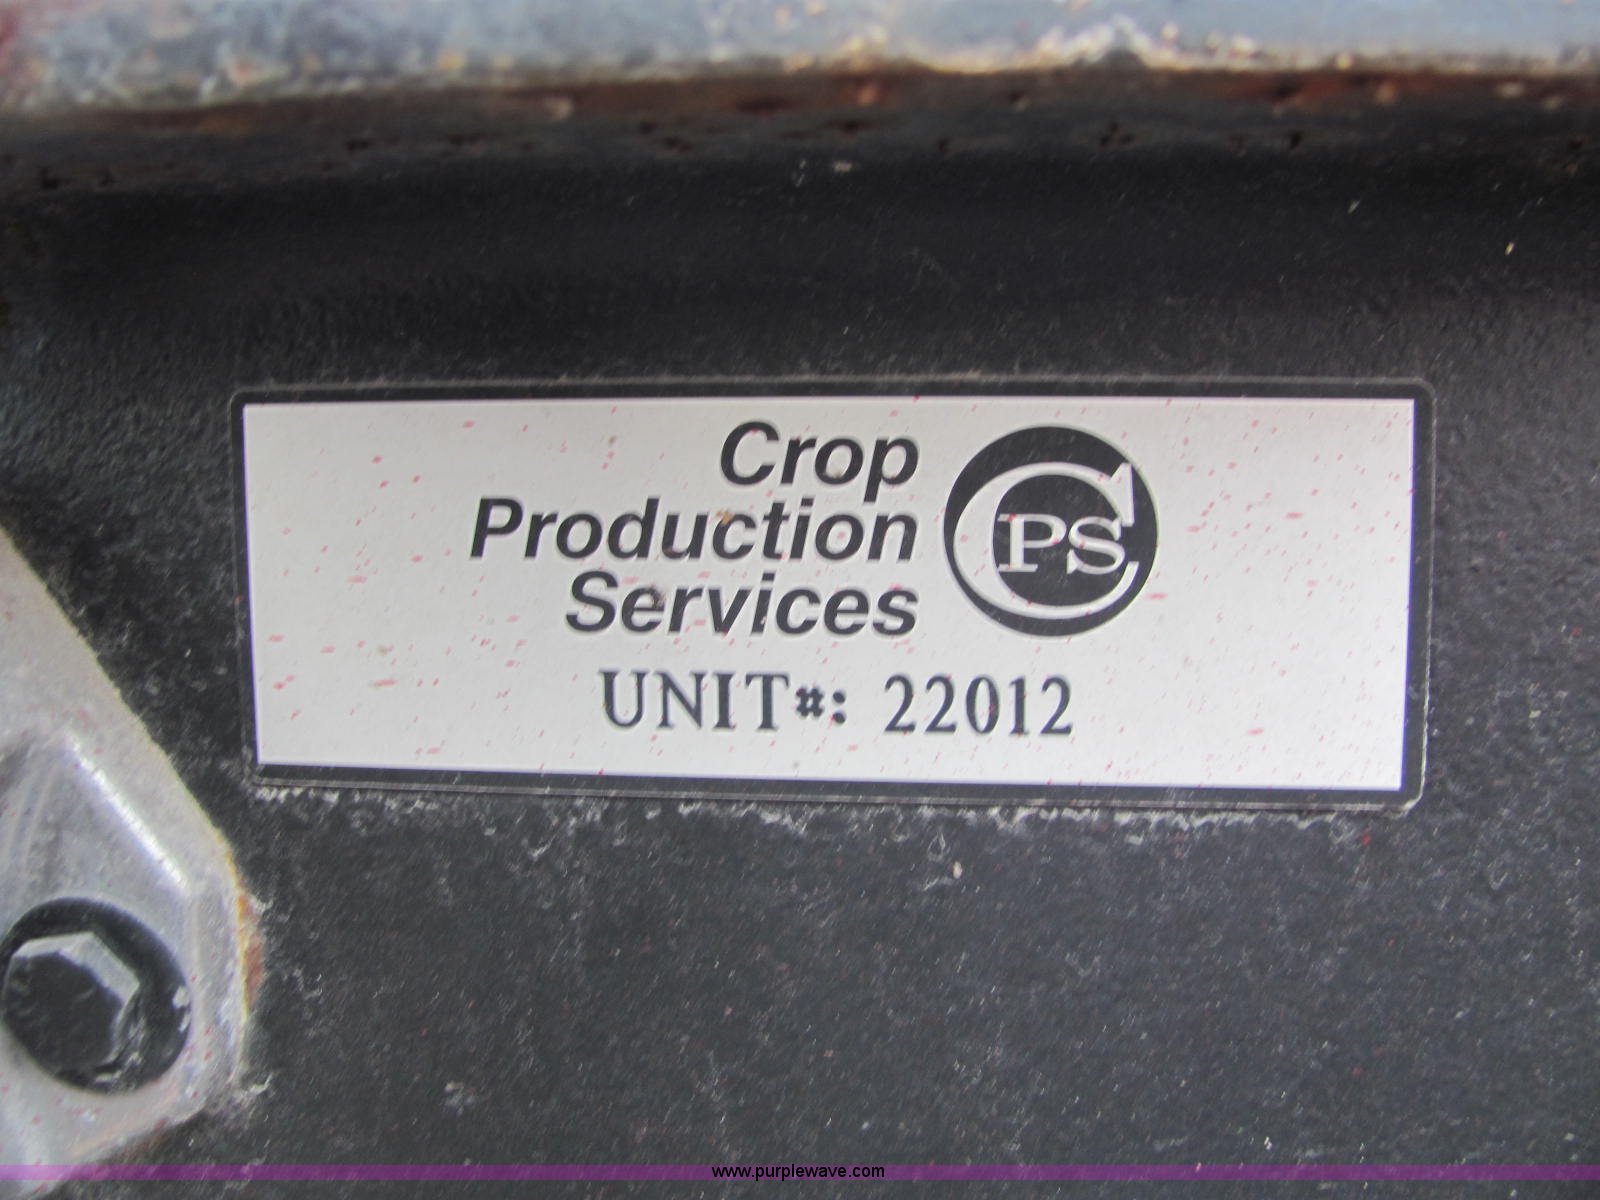 Crop
Production
Services
CPS
UNIT#: 22012
www.purplewave.com